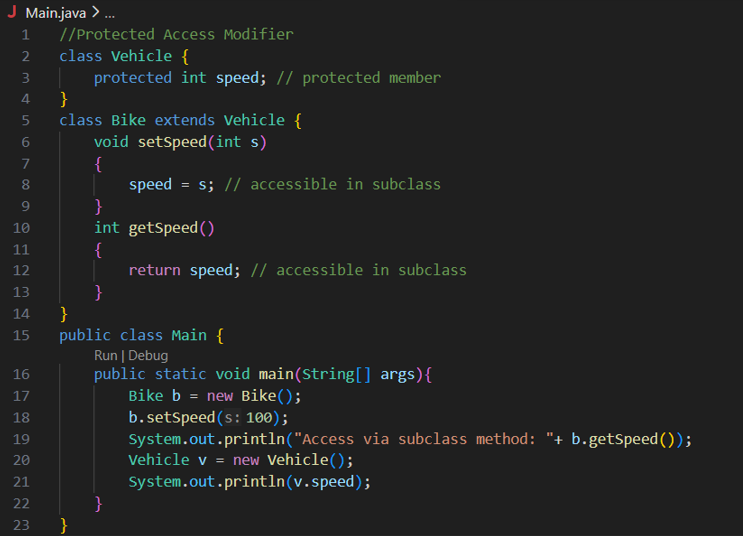 J Main.java > ...
1 //Protected Access Modifier
2 class Vehicle {
3     protected int speed; // protected member
4 }
5 class Bike extends Vehicle {
6     void setSpeed(int s)
7     {
8         speed = s; // accessible in subclass
9     }
10     int getSpeed()
11     {
12         return speed; // accessible in subclass
13     }
14 }
15 public class Main {
Run | Debug
16     public static void main(String[] args){
17         Bike b = new Bike();
18         b.setSpeed(s:100);
19         System.out.println("Access via subclass method: "+ b.getSpeed());
20         Vehicle v = new Vehicle();
21         System.out.println(v.speed);
22     }
23 }